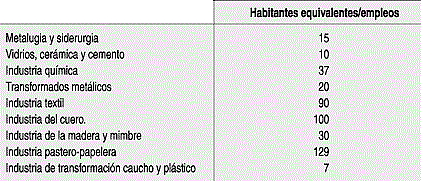 Habitantes equivalentes/empleos
Metalugia y siderurgia 15
Vidrios, cerámica y cemento 10
Industria química 37
Transformados metálicos 20
Industria textil 90
Industria del cuero. 100
Industria de la madera y mimbre 30
Industria pastero-papelera 129
Industria de transformación caucho y plástico 7